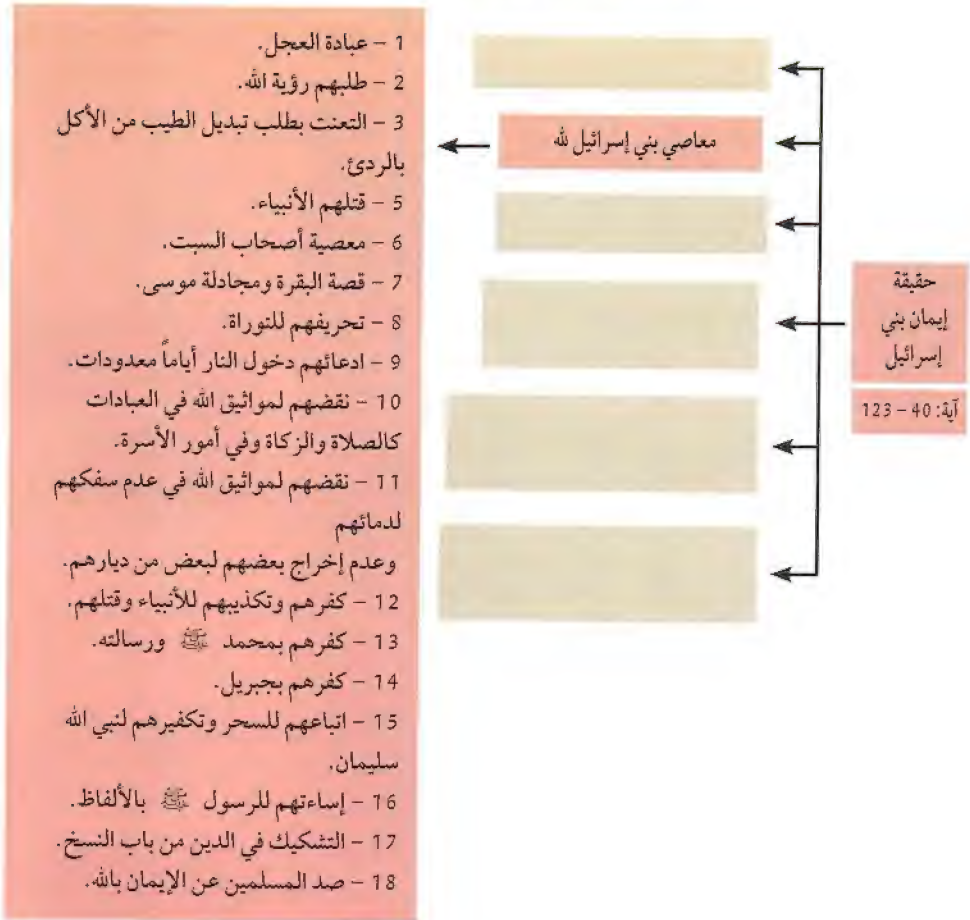 حقيقة
إيمان بني
إسرائيل
آية: 40 – 123
معاصي بني إسرائيل لله
1 – عبادة العجل.
2 – طلبهم رؤية الله.
3 – التعنت بطلب تبديل الطيب من الأكل
بالردئ.
5 – قتلهم الأنبياء.
6 – معصية أصحاب السبت.
7 – قصة البقرة ومجادلة موسى.
8 – تحريفهم للتوراة.
9 – ادعائهم دخول النار أياماً معدودات.
10 – نقضهم لمواثيق الله في العبادات
كالصلاة والزكاة وفي أمور الأسرة.
11 – نقضهم لمواثيق الله في عدم سفكهم
لدمائهم
وعدم إخراج بعضهم لبعض من ديارهم.
12 – كفرهم وتكذيبهم للأنبياء وقتلهم.
13 – كفرهم بمحمد ﷺ ورسالته.
14 – كفرهم بجبريل.
15 – اتباعهم للسحر وتكفيرهم لنبي الله
سليمان.
16 – إساءتهم للرسول ﷺ بالألفاظ.
17 – التشكيك في الدين من باب النسخ.
18 – صد المسلمين عن الإيمان بالله.